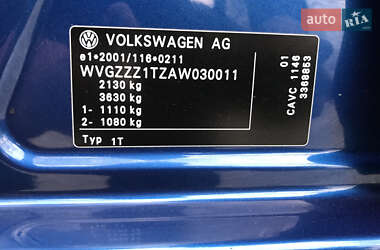 auto RIA
VOLKSWAGEN AG
e1*2001/116*0211
WVGZZZ1TZAW030011
2130 kg
3630 kg
1- 1110 kg
2- 1080 kg
Typ 1T
01
CAVC 1146
3368853